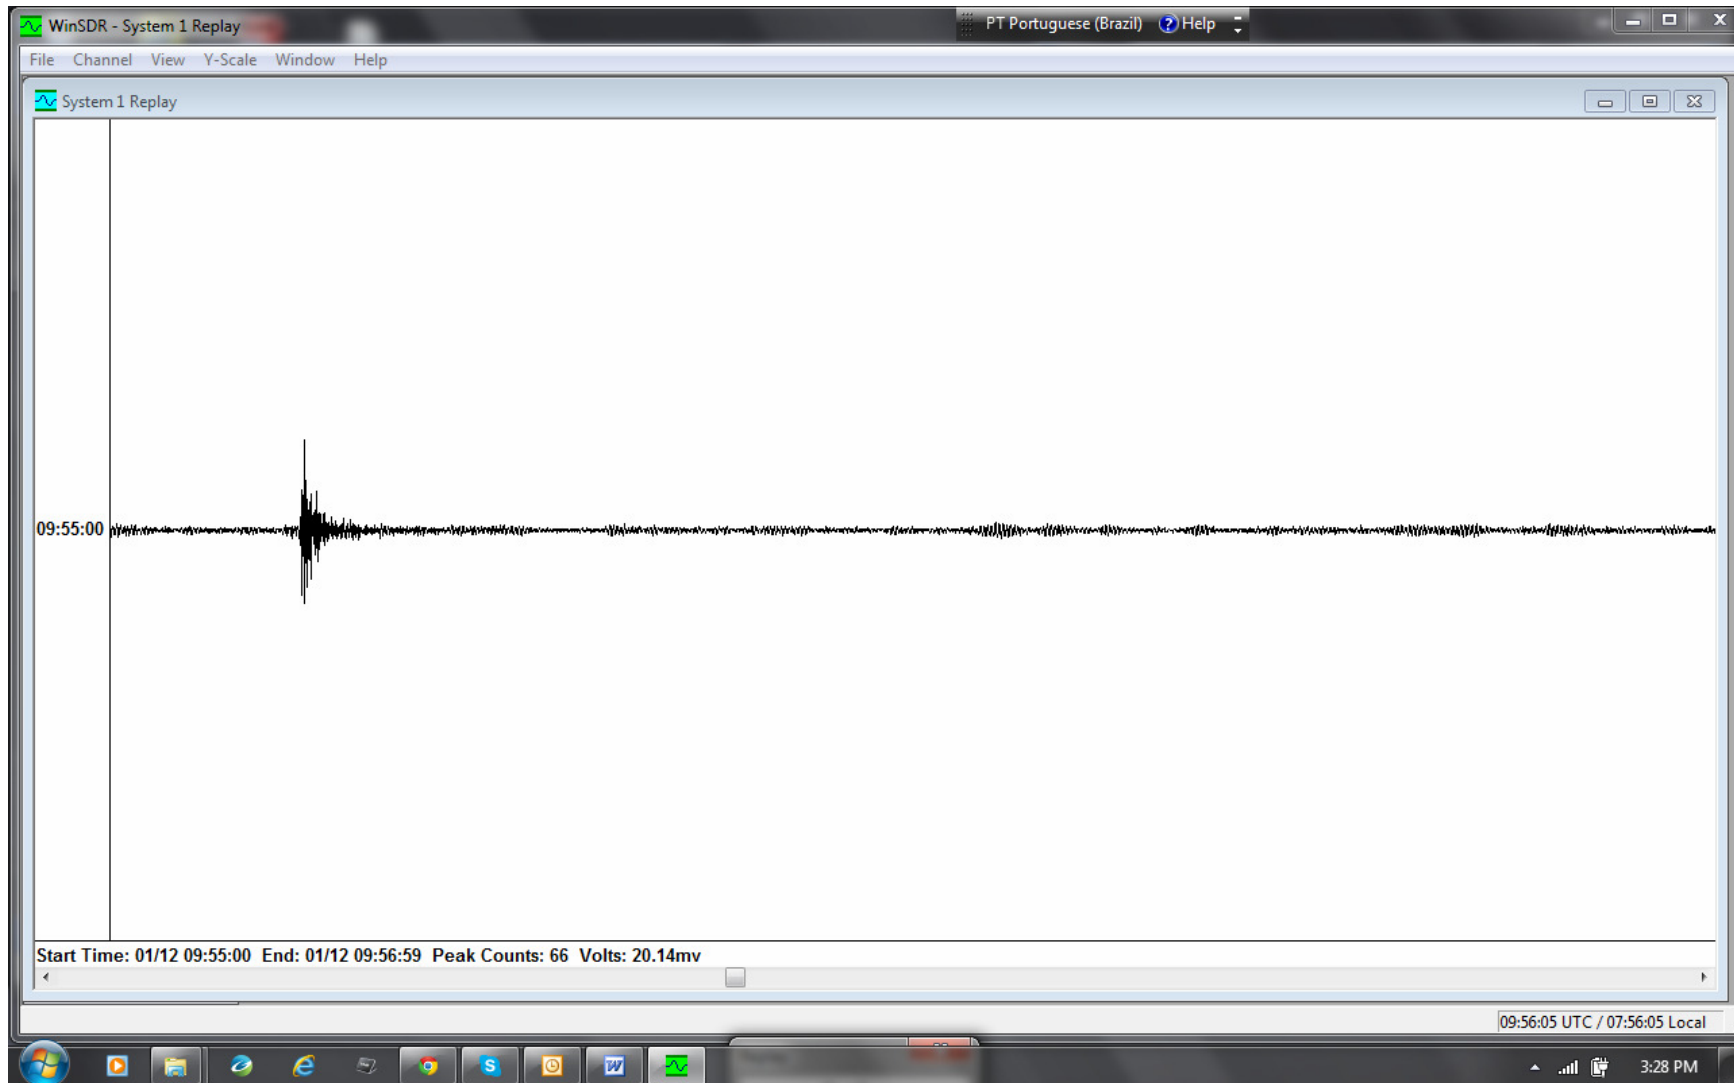 WinSDR - System 1 Replay
PT Portuguese (Brazil) Help
File Channel View Y-Scale Window Help
System 1 Replay
09:55:00
Start Time: 01/12 09:55:00 End: 01/12 09:56:59 Peak Counts: 66 Volts: 20.14mv
09:56:05 UTC / 07:56:05 Local
3:28 PM